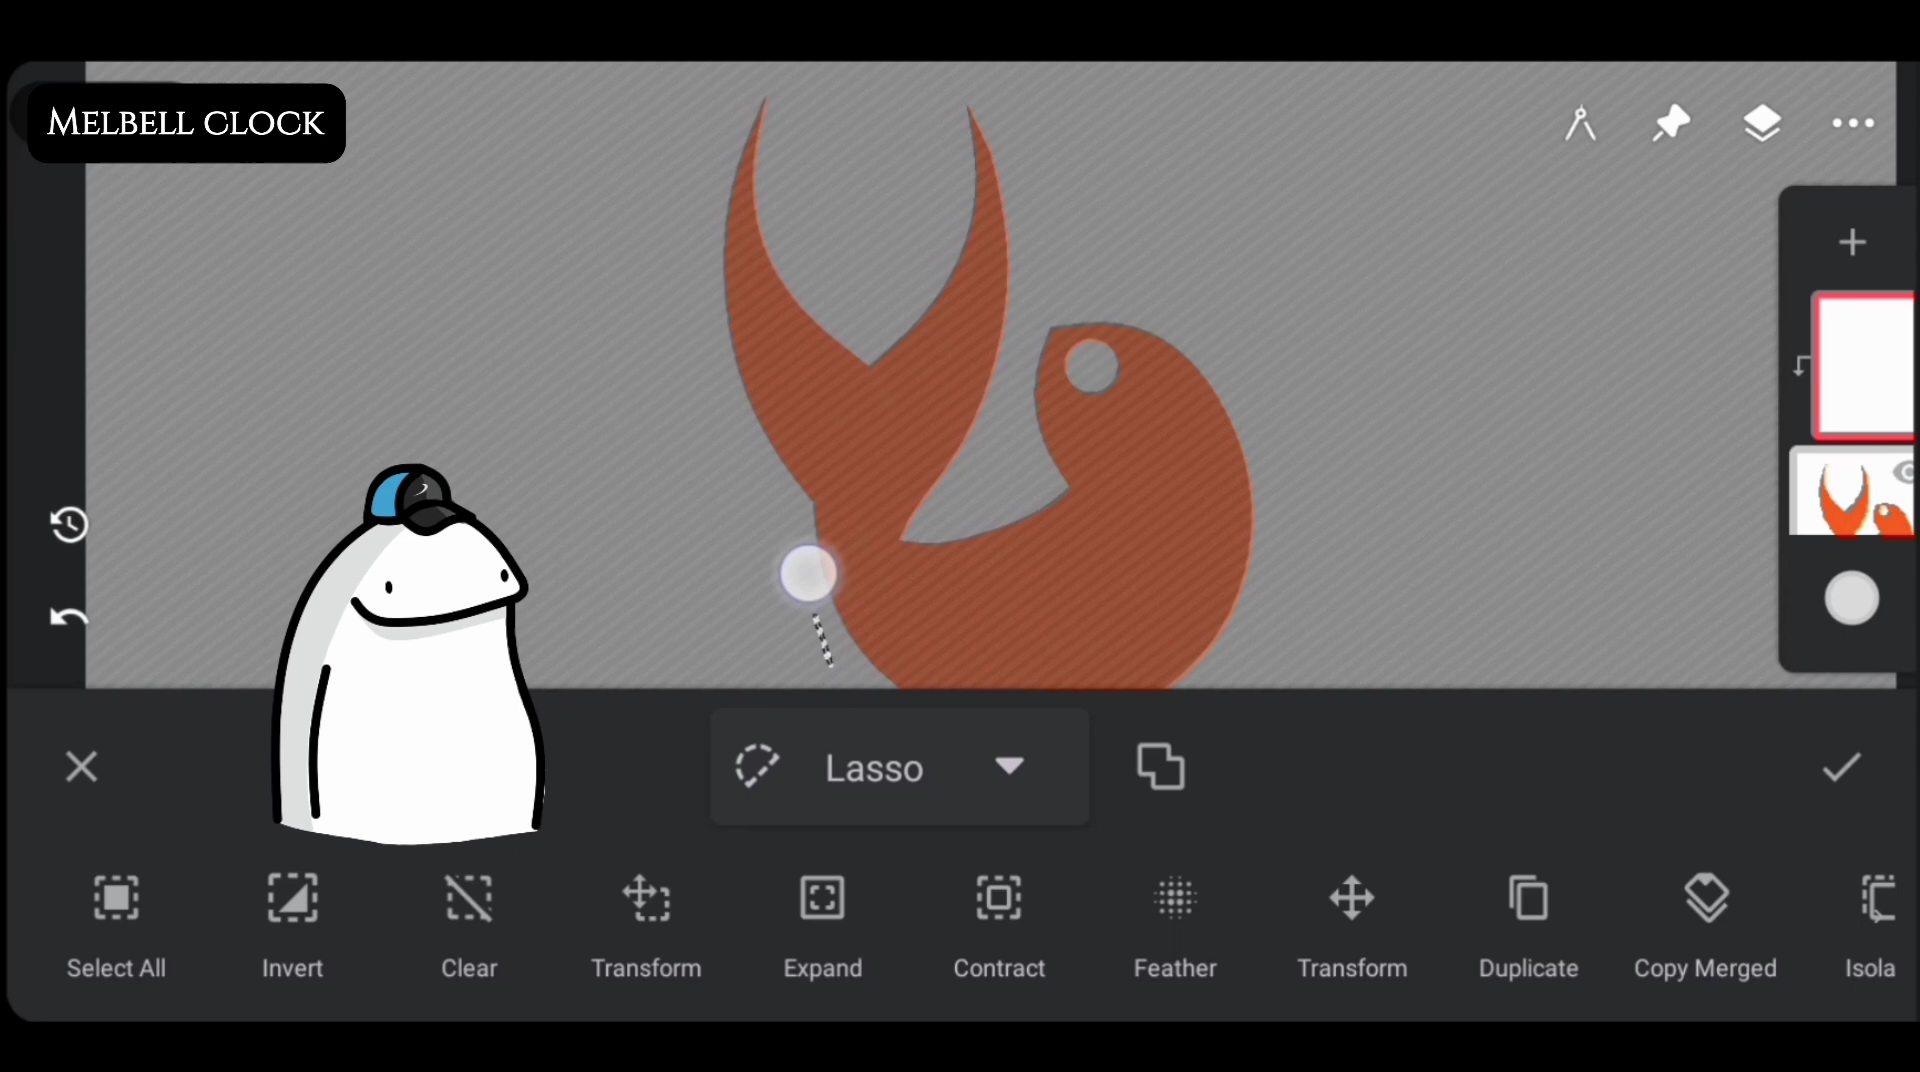 Melbell clock
Lasso
Select All
Invert
Clear
Transform
Expand
Contract
Feather
Transform
Duplicate
Copy Merged
Isola